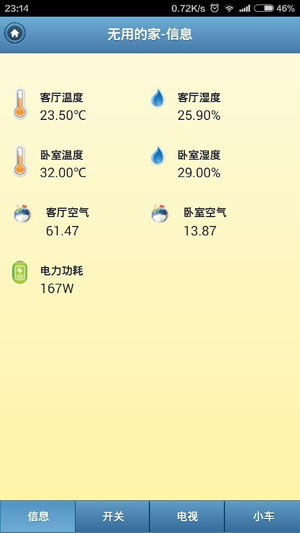 23:14
0.72K/s
46%
无用的家-信息
客厅温度
23.50℃
客厅湿度
25.90%
卧室温度
32.00℃
卧室湿度
29.00%
客厅空气
61.47
卧室空气
13.87
电力功耗
167W
信息
开关
电视
小车